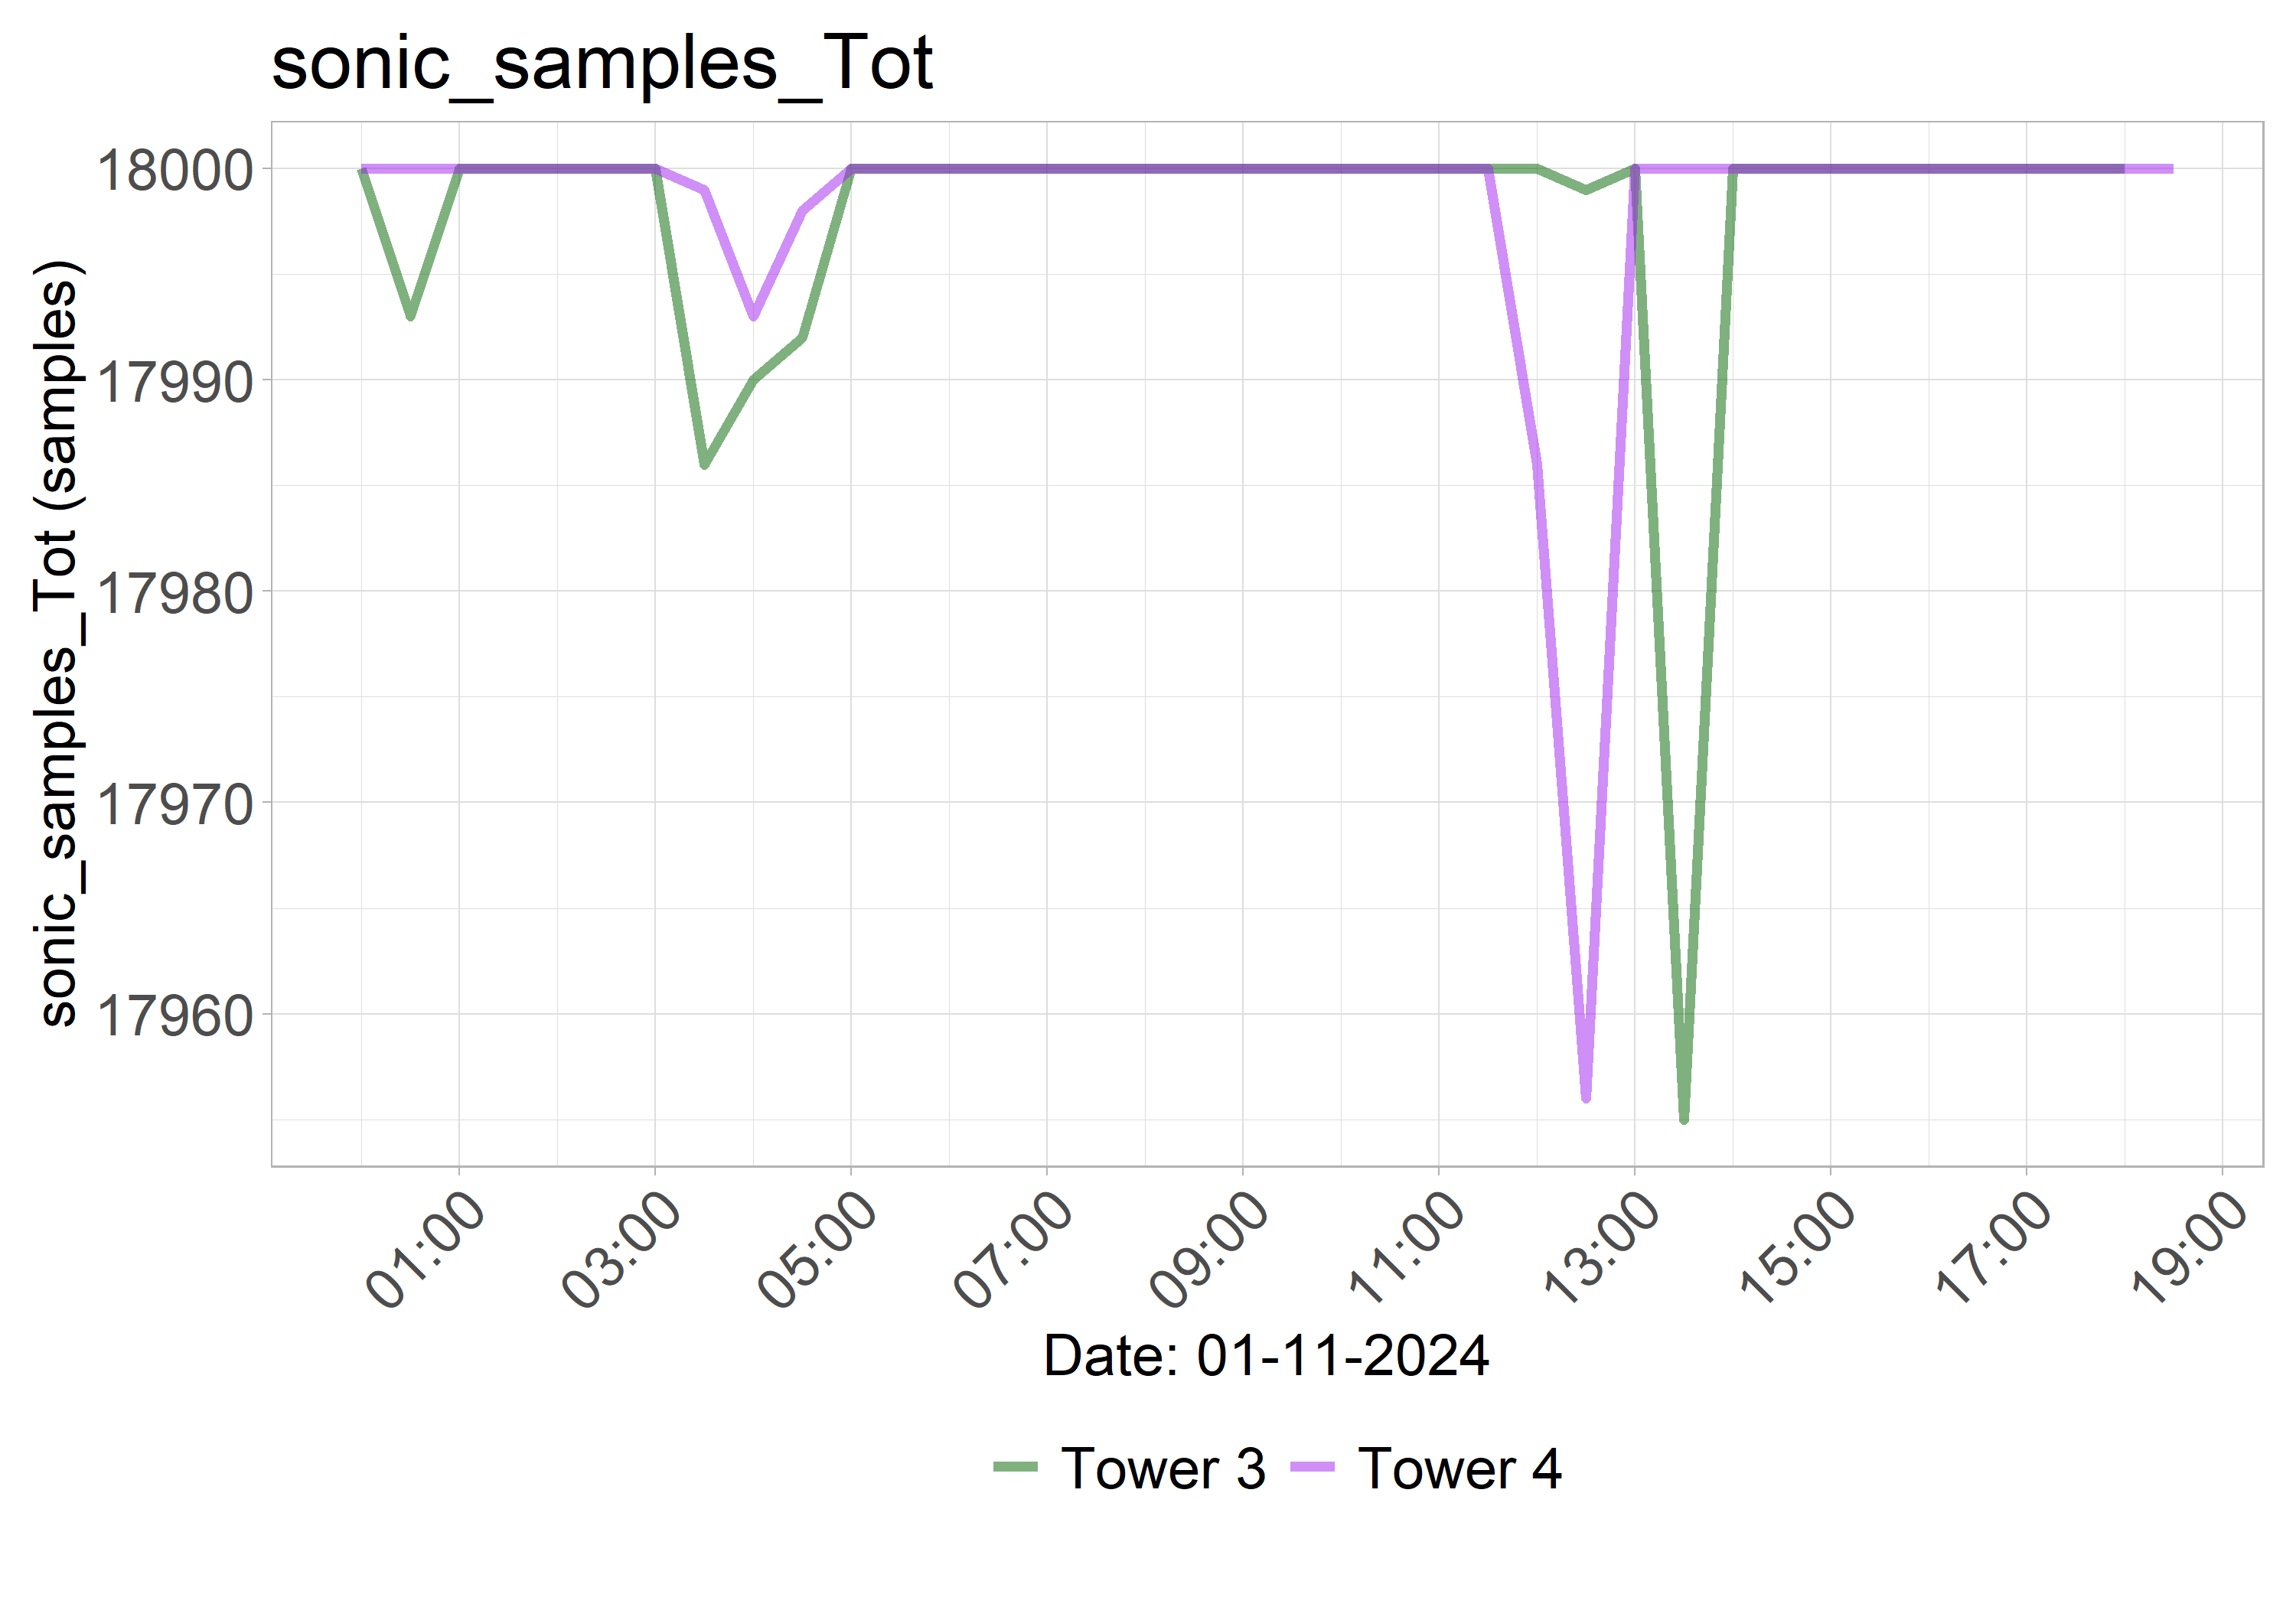 sonic_samples_Tot
sonic_samples_Tot (samples)
18000
17990
17980
17970
17960
01:00 03:00 05:00 07:00 09:00 11:00 13:00 15:00 17:00 19:00
Date: 01-11-2024
Tower 3 Tower 4